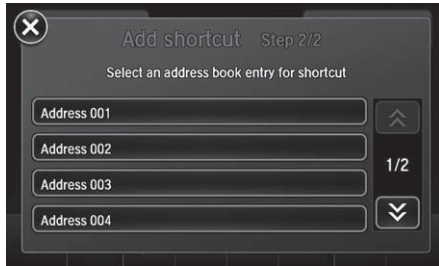 Add shortcut Step 2/2
Select an address book entry for shortcut
Address 001
Address 002
1/2
Address 003
Address 004